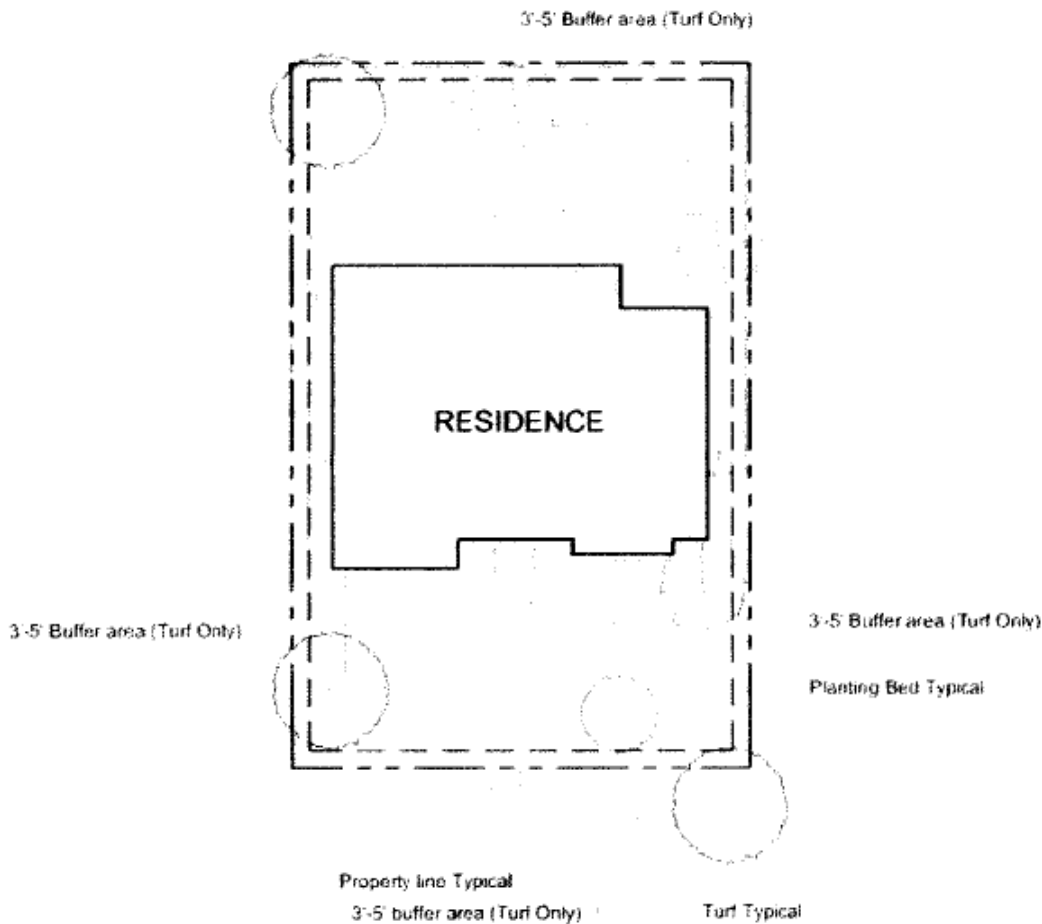 3'-5' Buffer area (Turf Only)
RESIDENCE
3'-5' Buffer area (Turf Only)
3'-5' Buffer area (Turf Only)
Planting Bed Typical
Property line Typical
3'-5' buffer area (Turf Only)
Turf Typical